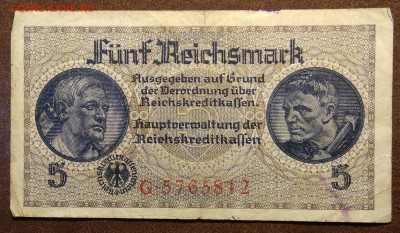 Fünf Reichsmark
Ausgegeben auf Grund
der Verordnung über
Reichskreditkassen.
Hauptverwaltung der
Reichskreditkassen
5
5
G·5765812